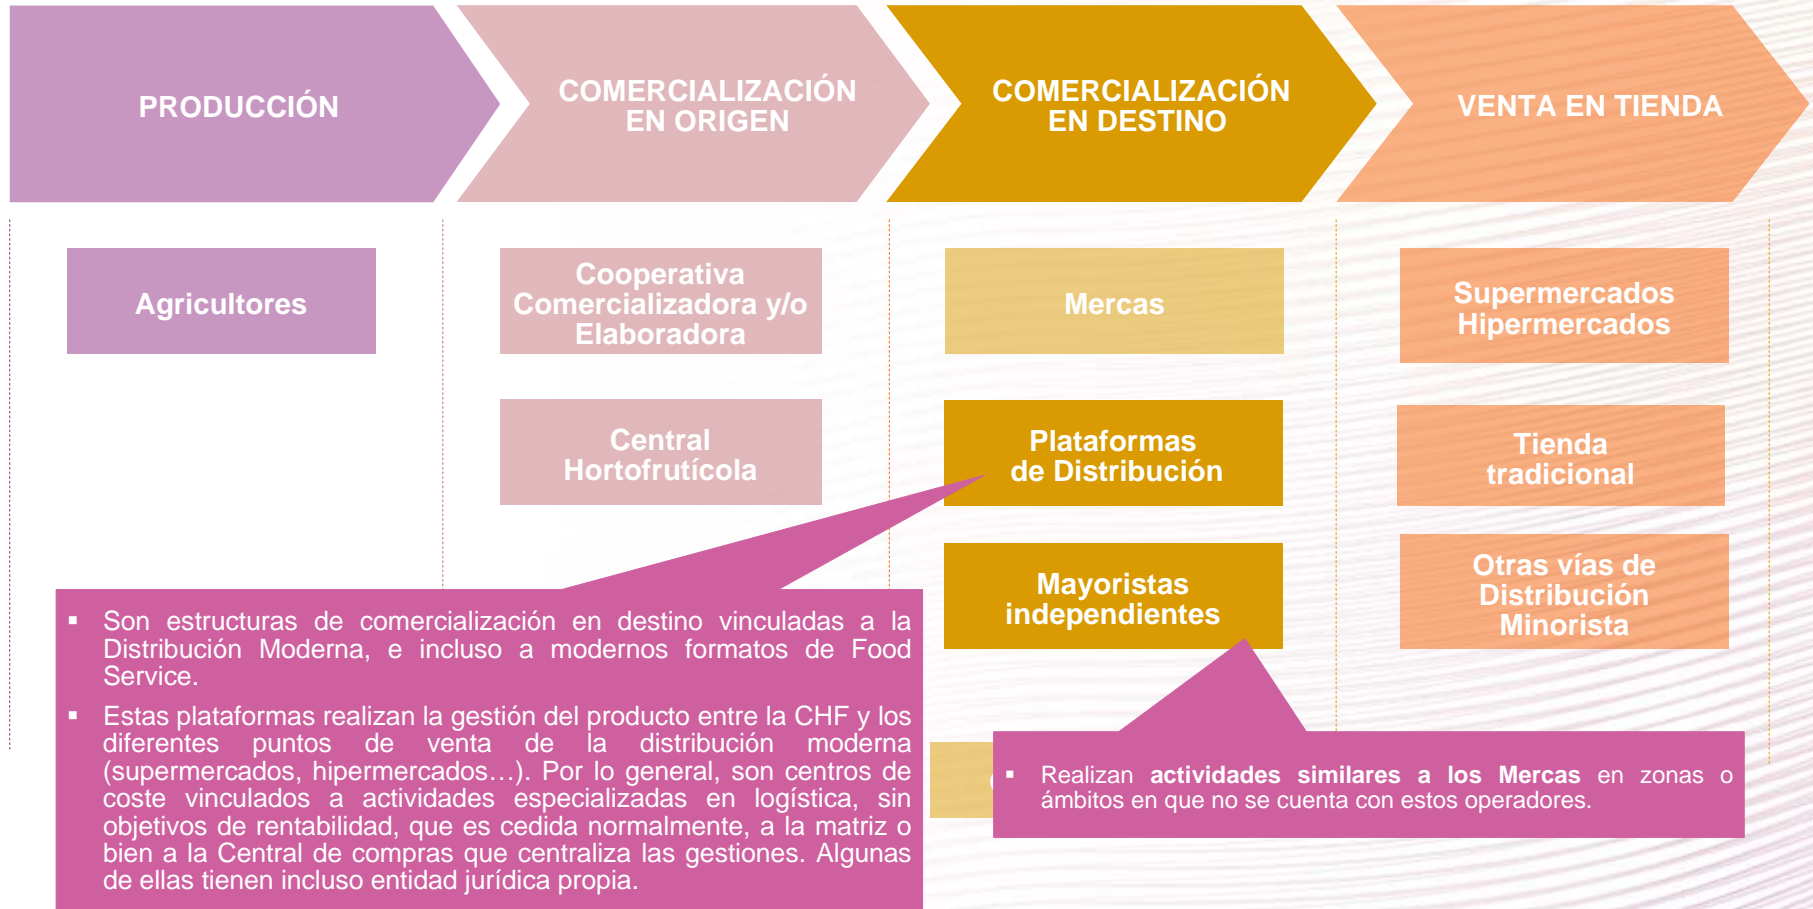 PRODUCCIÓN
COMERCIALIZACIÓN
EN ORIGEN
COMERCIALIZACIÓN
EN DESTINO
VENTA EN TIENDA
Agricultores
Cooperativa
Comercializadora y/o
Elaboradora
Mercas
Supermercados
Hipermercados
Central
Hortofrutícola
Plataformas
de Distribución
Tienda
tradicional
Mayoristas
independientes
Otras vías de
Distribución
Minorista
▪ Son estructuras de comercialización en destino vinculadas a la
Distribución Moderna, e incluso a modernos formatos de Food
Service.
▪ Estas plataformas realizan la gestión del producto entre la CHF y los
diferentes puntos de venta de la distribución moderna
(supermercados, hipermercados…). Por lo general, son centros de
coste vinculados a actividades especializadas en logística, sin
objetivos de rentabilidad, que es cedida normalmente, a la matriz o
bien a la Central de compras que centraliza las gestiones. Algunas
de ellas tienen incluso entidad jurídica propia.
▪ Realizan actividades similares a los Mercas en zonas o
ámbitos en que no se cuenta con estos operadores.